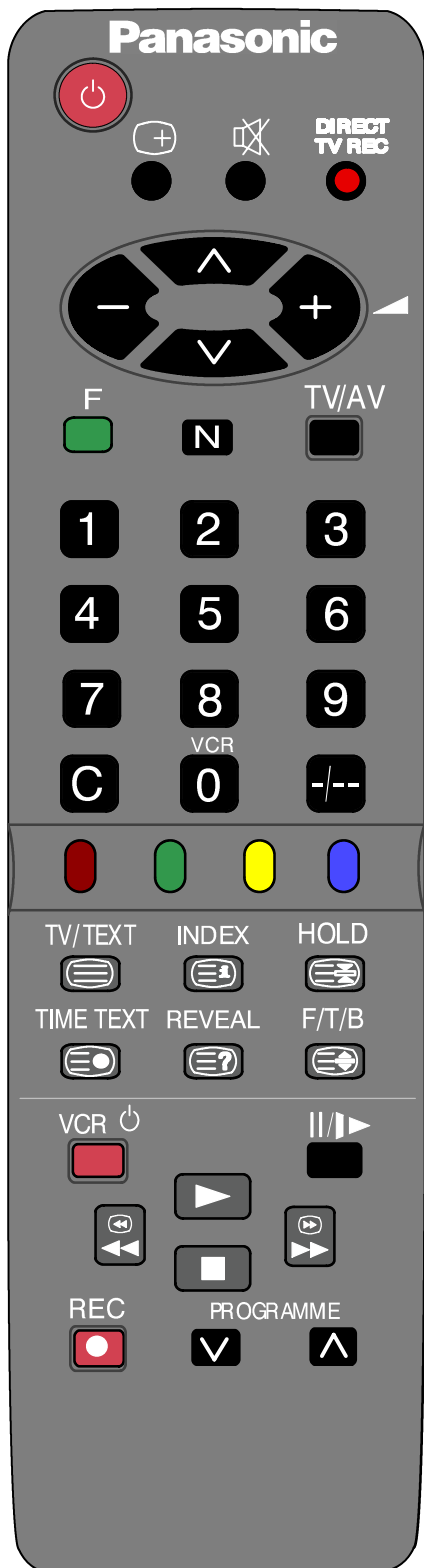 Panasonic
DIRECT
TV REC
F
TV/AV
N
1 2 3
4 5 6
7 8 9
VCR
C 0 -/--
TV/TEXT INDEX HOLD
i
TIME TEXT REVEAL F/T/B
?
VCR
REC PROGRAMME